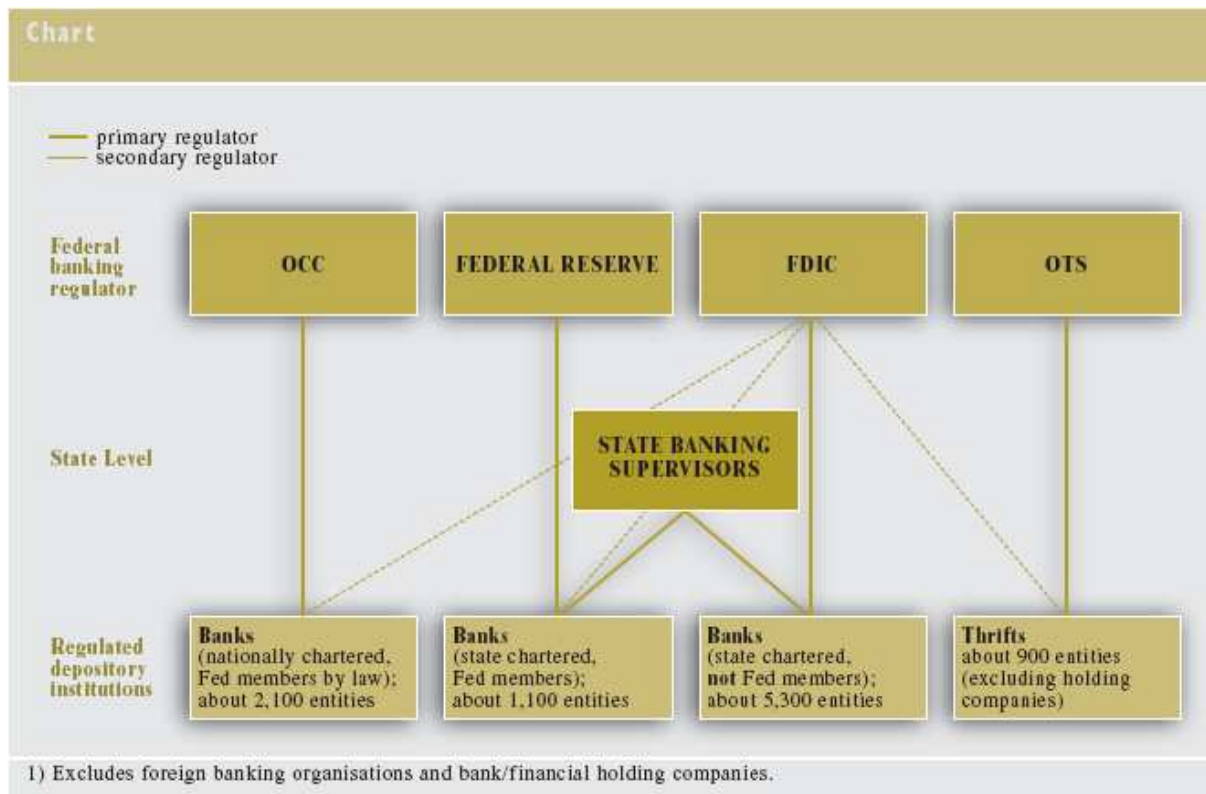 Chart
primary regulator
secondary regulator
Federal
banking
regulator
OCC
FEDERAL RESERVE
FDIC
OTS
State Level
STATE BANKING
SUPERVISORS
Regulated
depository
institutions
Banks
(nationally chartered,
Fed members by law);
about 2,100 entities
Banks
(state chartered,
Fed members);
about 1,100 entities
Banks
(state chartered,
not Fed members);
about 5,300 entities
Thrifts
about 900 entities
(excluding holding
companies)
1) Excludes foreign banking organisations and bank/financial holding companies.